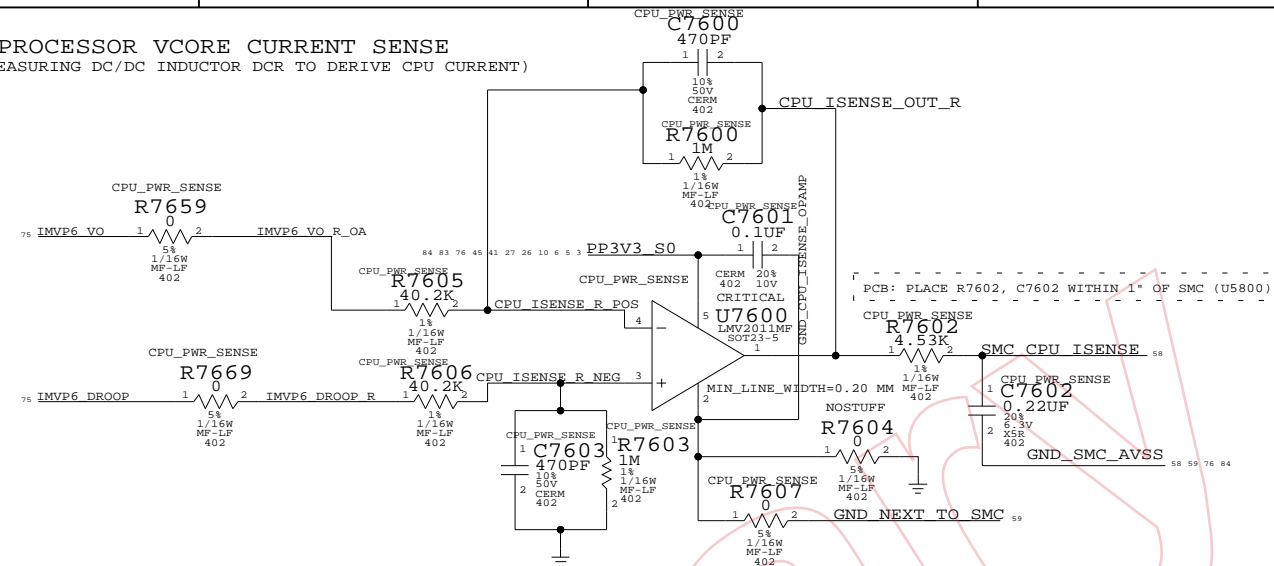 PROCESSOR VCORE CURRENT SENSE
EASURING DC/DC INDUCTOR DCR TO DERIVE CPU CURRENT)
CPU_PWR_SENSE
C7600
470PF
1 2
10%
50V
CERM
402
CPU_ISENSE_OUT_R
CPU_PWR_SENSE
R7600
1M
1 2
1%
1/16W
MF-LF
402
CPU_PWR_SENSE
R7659
0
75 IMVP6_VO 1 2 IMVP6_VO_R_OA
5%
1/16W
MF-LF
402
CPU_PWR_SENSE
C7601
0.1UF
1 2
CERM 20%
402 10V
GND_CPU_ISENSE_OPAMP
84 83 76 45 41 27 26 10 6 5 3 PP3V3_S0
CPU_PWR_SENSE
R7605
40.2K
1 2
1%
1/16W
MF-LF
402
CPU_ISENSE_R_POS
CPU_PWR_SENSE
CRITICAL
U7600
LMV2011MF
SOT23-5
5
4
1
3
2
PCB: PLACE R7602, C7602 WITHIN 1" OF SMC (U5800)
CPU_PWR_SENSE
R7602
4.53K
1 2
1%
1/16W
MF-LF
402
SMC_CPU_ISENSE 58
CPU_PWR_SENSE
R7669
0
75 IMVP6_DROOP 1 2 IMVP6_DROOP_R
5%
1/16W
MF-LF
402
CPU_PWR_SENSE
R7606
40.2K
1 2
1%
1/16W
MF-LF
402
CPU_ISENSE_R_NEG
MIN_LINE_WIDTH=0.20 MM
CPU_PWR_SENSE
C7602
0.22UF
1
20%
6.3V
X5R
402
2
GND_SMC_AVSS 58 59 76 84
NOSTUFF
R7604
0
1 2
5%
1/16W
MF-LF
402
CPU_PWR_SENSE
C7603
470PF
1
10%
50V
CERM
402
2
CPU_PWR_SENSE
R7603
1M
1
1%
1/16W
MF-LF
402
2
CPU_PWR_SENSE
R7607
0
1 2
5%
1/16W
MF-LF
402
GND_NEXT_TO_SMC 59